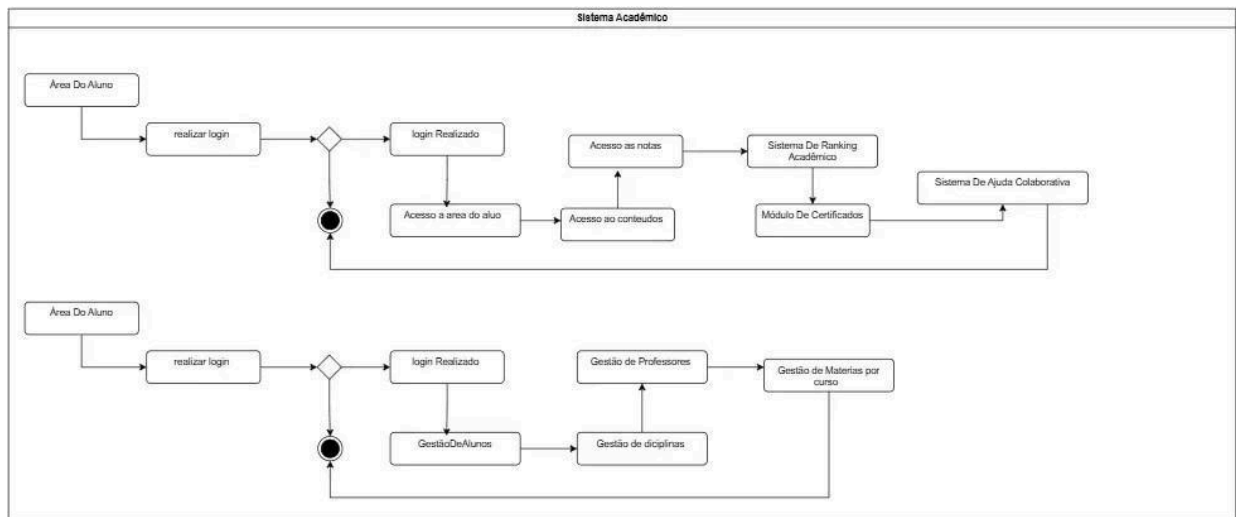 Sistema Acadêmico
Área Do Aluno
realizar login
login Realizado
Acesso as notas
Sistema De Ranking
Acadêmico
Sistema De Ajuda Colaborativa
Acesso a area do aluo
Acesso ao conteudos
Módulo De Certificados
Área Do Aluno
realizar login
login Realizado
Gestão de Professores
Gestão de Materias por
curso
GestãoDeAlunos
Gestão de diciplinas